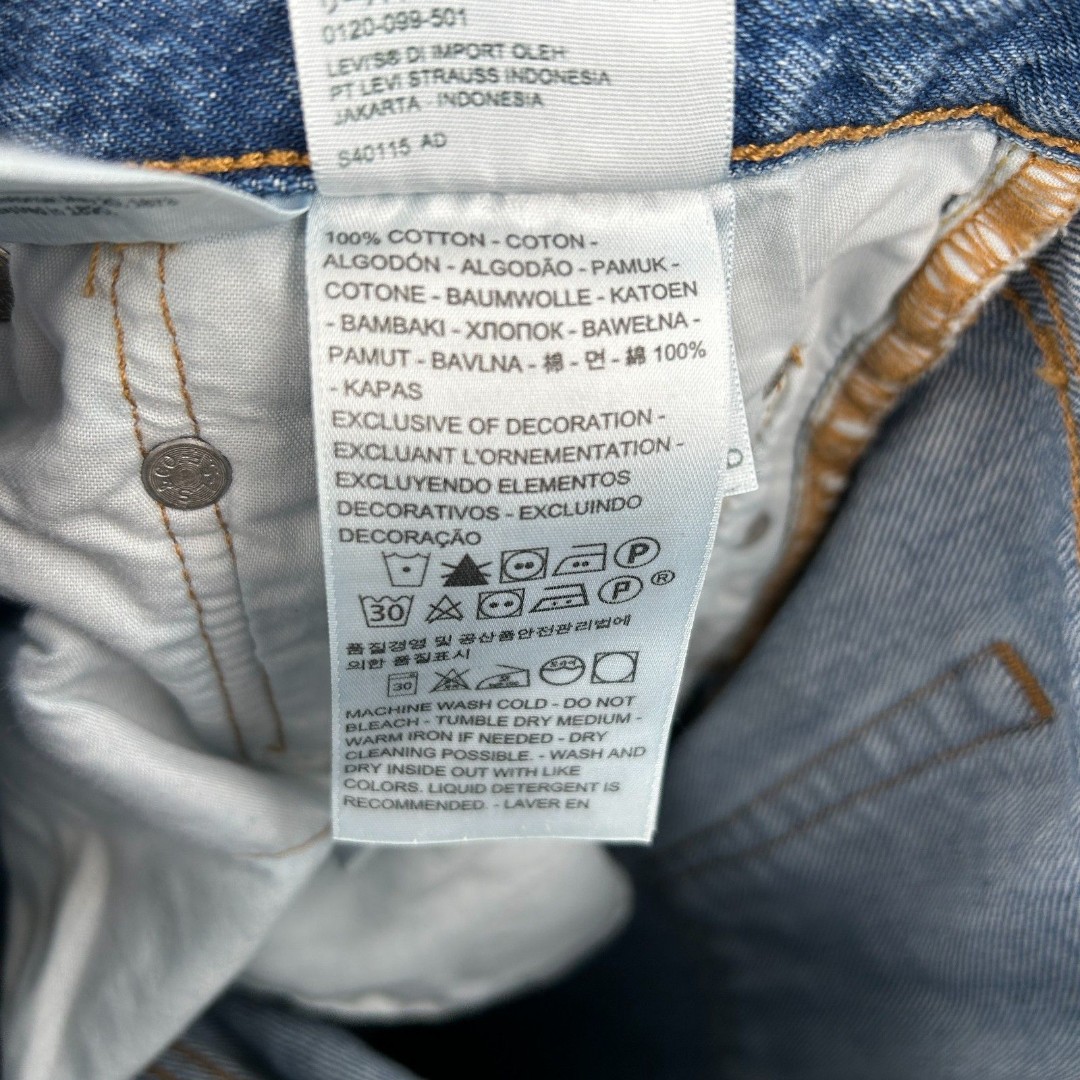 0120-099-501
LEVI'S® DI IMPORT OLEH
PT LEVI STRAUSS INDONESIA
JAKARTA - INDONESIA
S40115 AD
100% COTTON - COTON -
ALGODÓN - ALGODÃO - PAMUK -
COTONE - BAUMWOLLE - KATOEN
- BAMBAKI - ХЛОПОК - BAWEŁNA -
PAMUT - BAVLNA - 棉 - 면 - 綿 100%
- KAPAS
EXCLUSIVE OF DECORATION -
EXCLUANT L'ORNEMENTATION -
EXCLUYENDO ELEMENTOS
DECORATIVOS - EXCLUINDO
DECORAÇÃO
P
30 P ®
품질경영 및 공산품안전관리법에
의한 품질표시
30
MACHINE WASH COLD - DO NOT
BLEACH - TUMBLE DRY MEDIUM -
WARM IRON IF NEEDED - DRY
CLEANING POSSIBLE. - WASH AND
DRY INSIDE OUT WITH LIKE
COLORS. LIQUID DETERGENT IS
RECOMMENDED. - LAVER EN
D